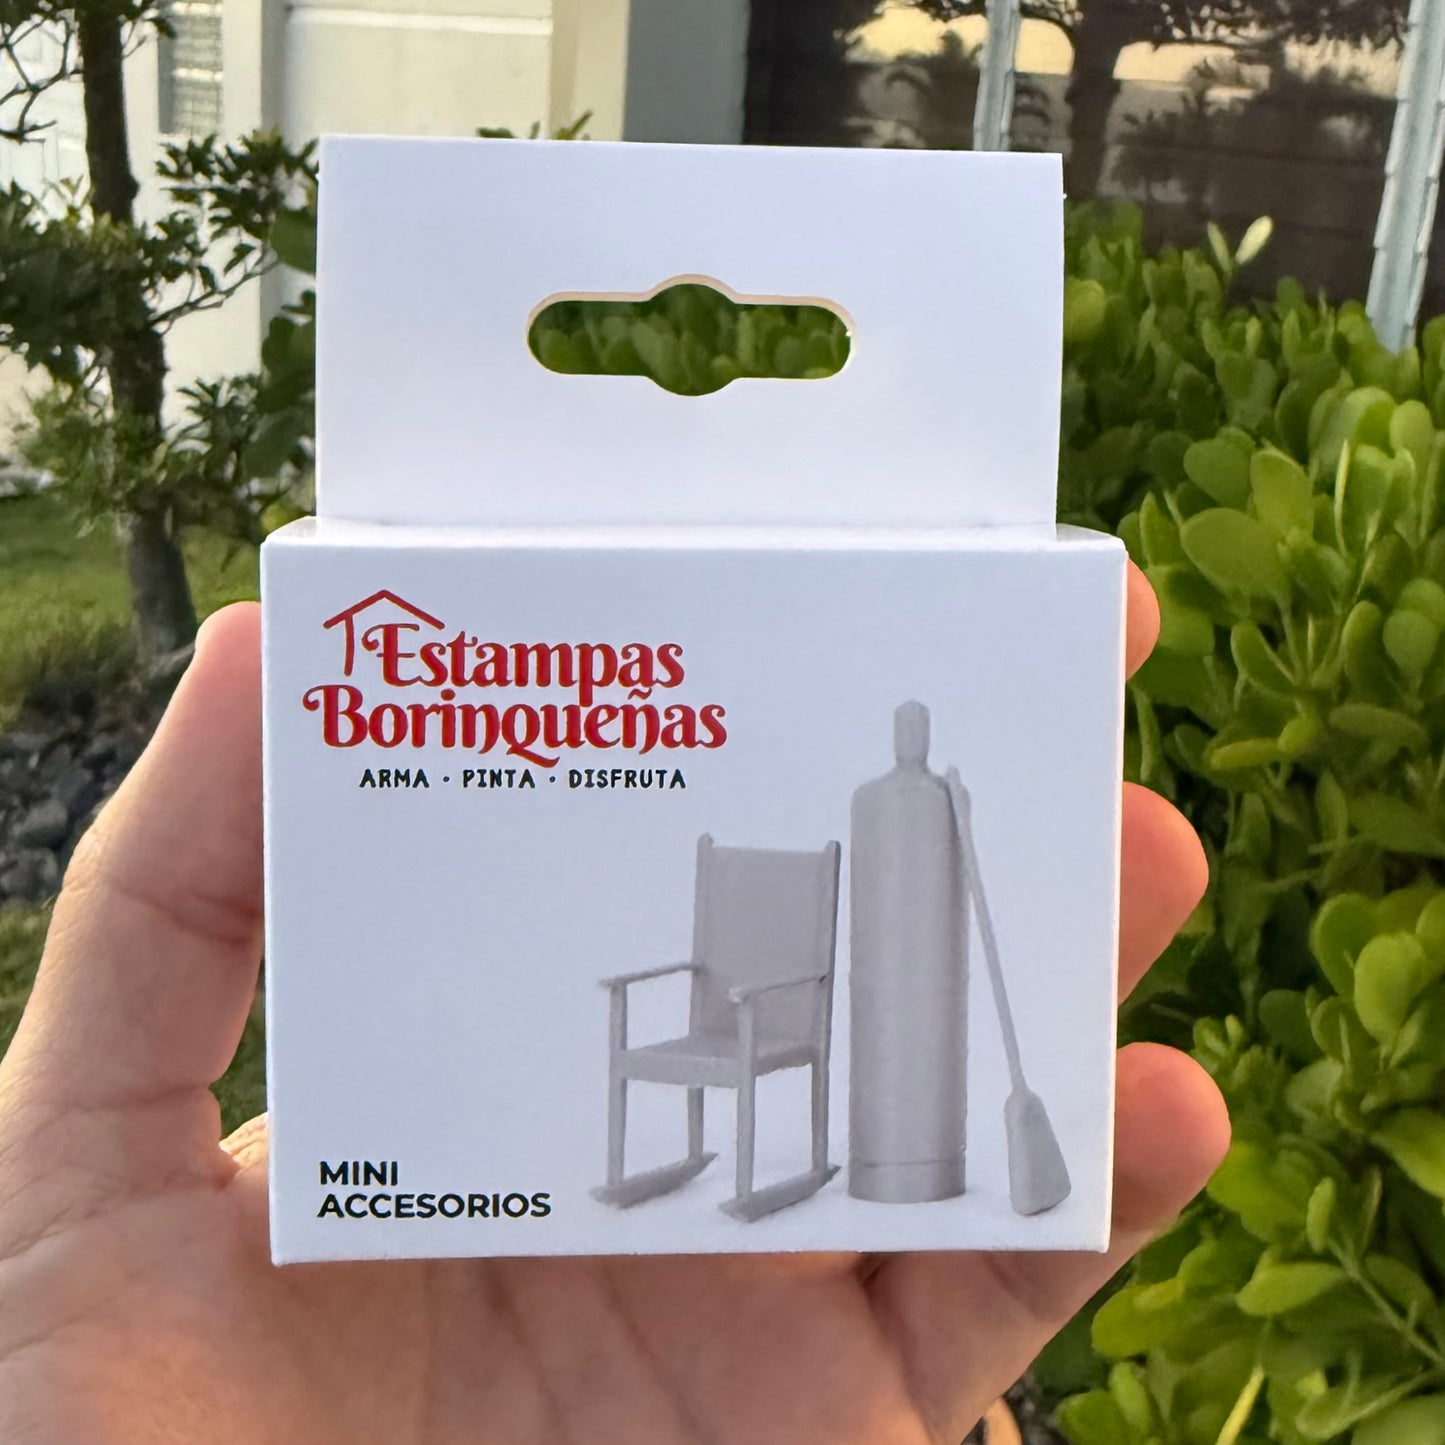 Estampas
Borinqueñas
ARMA · PINTA · DISFRUTA
MINI
ACCESORIOS